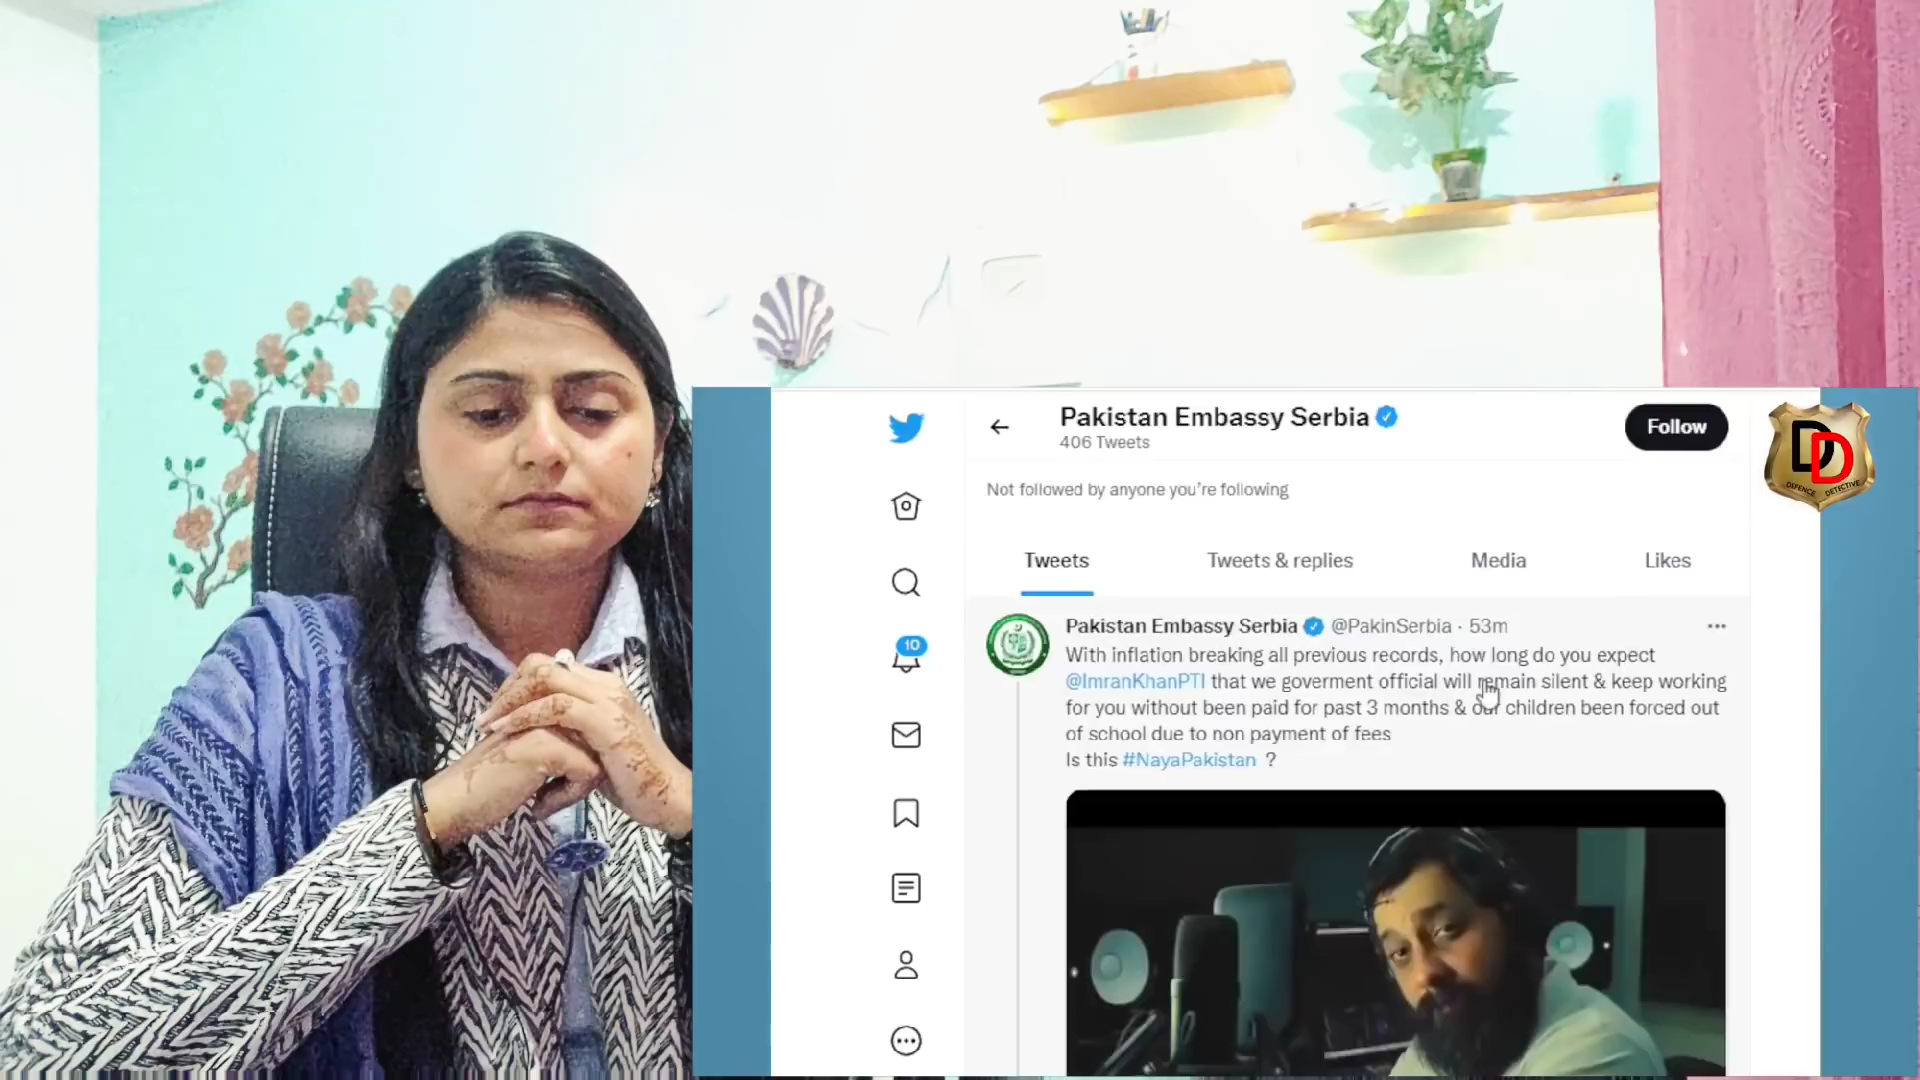 Pakistan Embassy Serbia
406 Tweets
Follow
Not followed by anyone you're following
Tweets
Tweets & replies
Media
Likes
10
Pakistan Embassy Serbia @PakinSerbia · 53m
With inflation breaking all previous records, how long do you expect
@ImranKhanPTI that we goverment official will remain silent & keep working
for you without been paid for past 3 months & our children been forced out
of school due to non payment of fees
Is this #NayaPakistan ?
DD
DEFENCE DETECTIVE